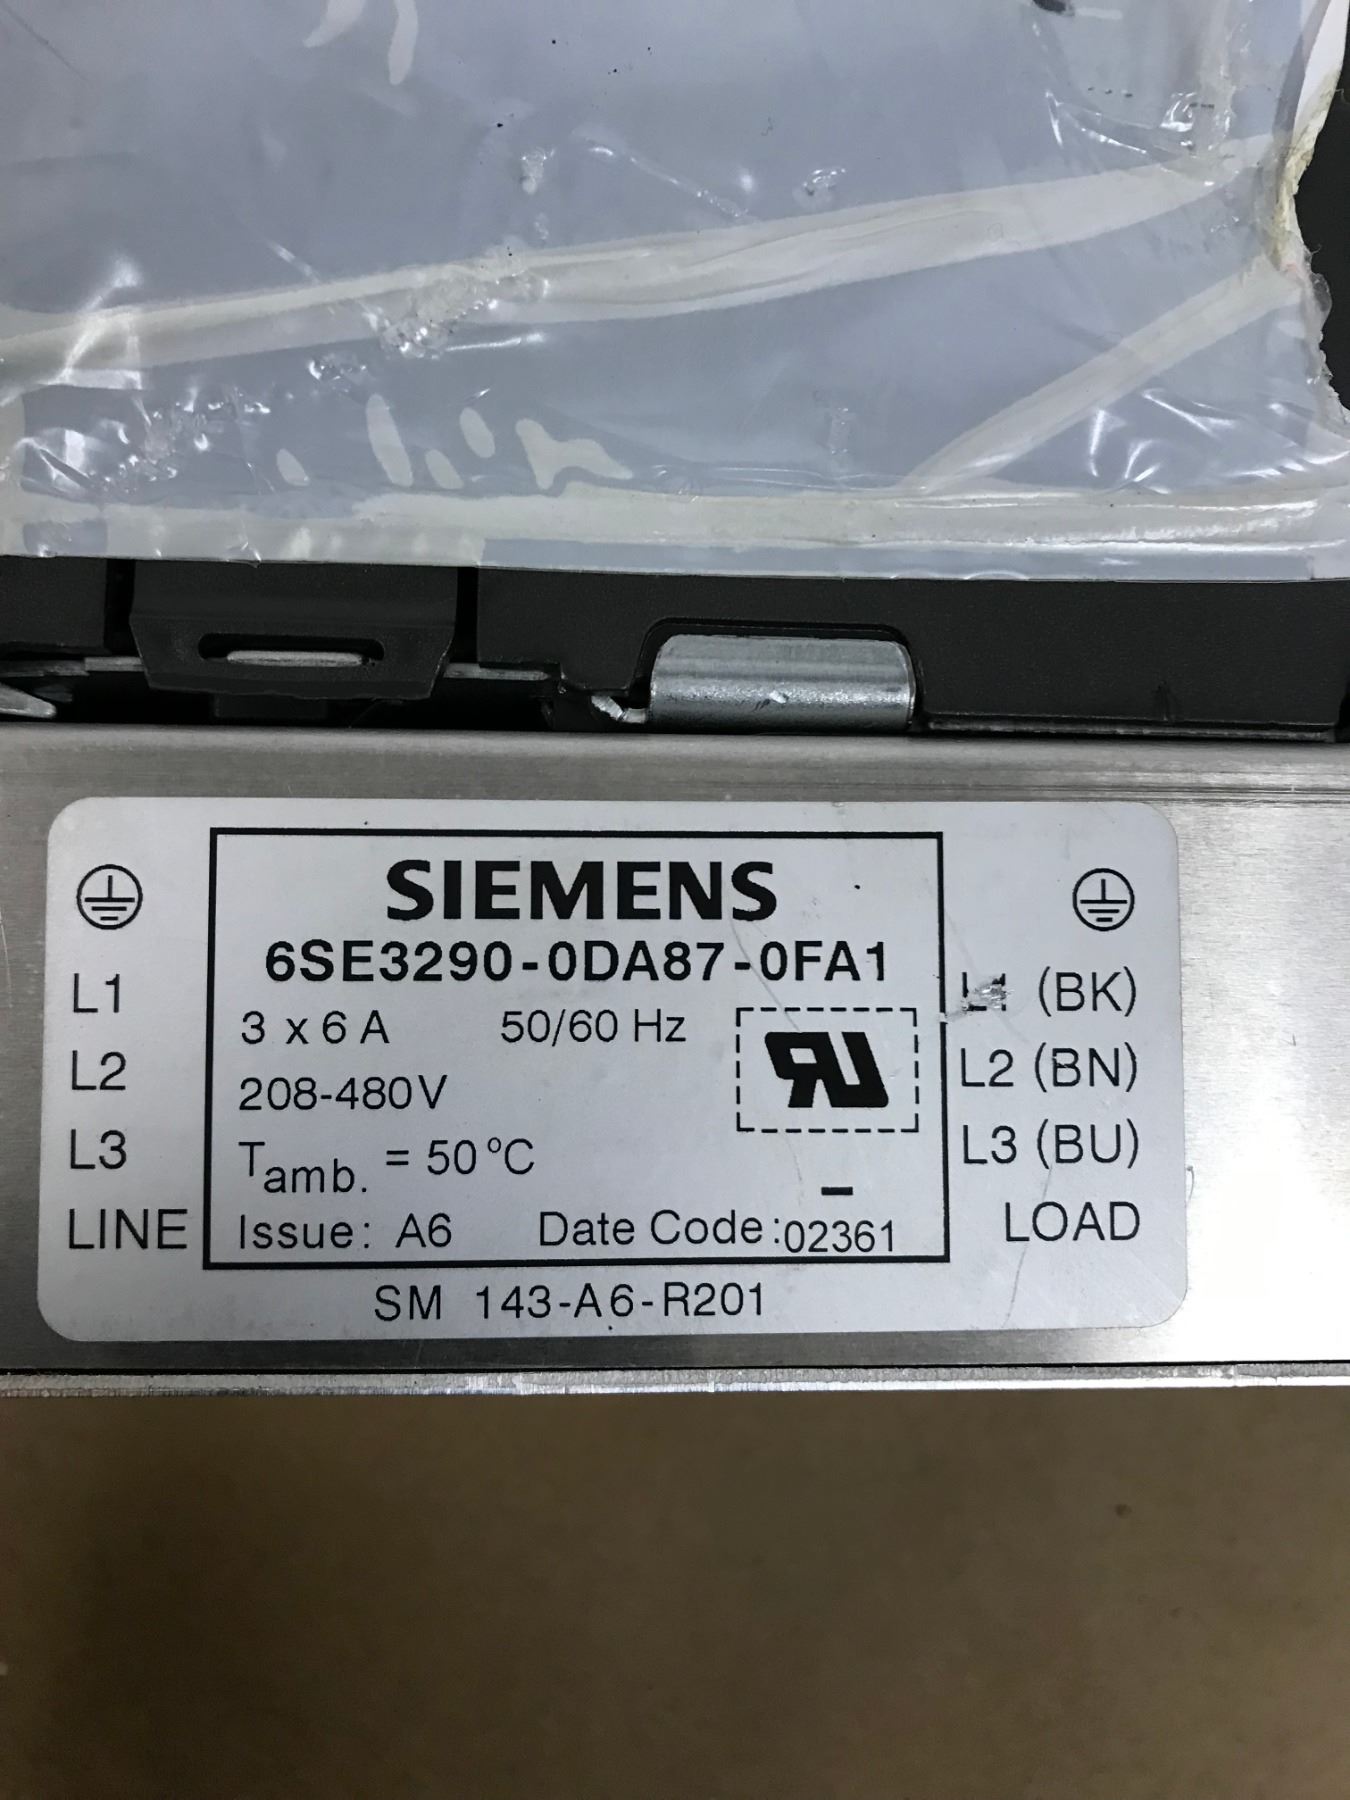 SIEMENS
6SE3290-0DA87-0FA1
3 x 6 A 50/60 Hz
208-480V
Tamb. = 50 °C
Issue: A6 Date Code: 02361
L1
L2
L3
LINE
(BK)
L2 (BN)
L3 (BU)
LOAD
SM 143-A6-R201